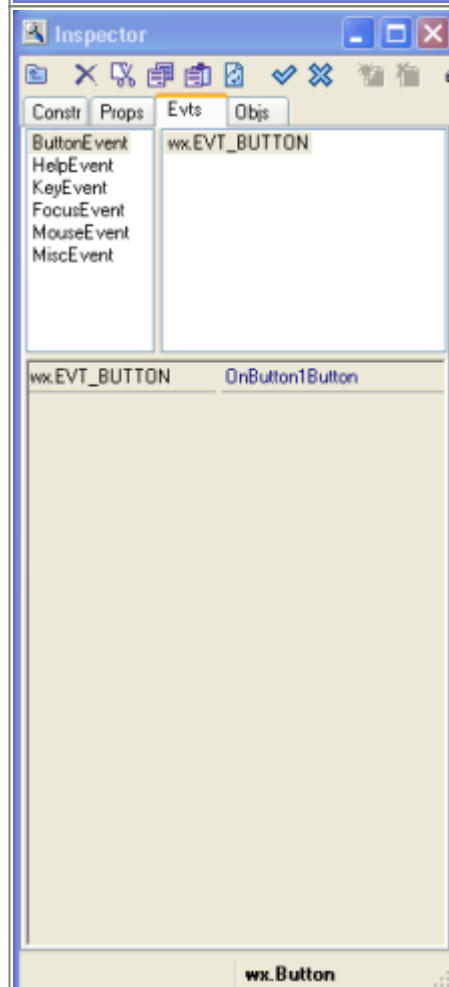 Inspector
Constr Props Evts Objs
ButtonEvent wx.EVT_BUTTON
HelpEvent
KeyEvent
FocusEvent
MouseEvent
MiscEvent
wx.EVT_BUTTON OnButton1Button
wx.Button